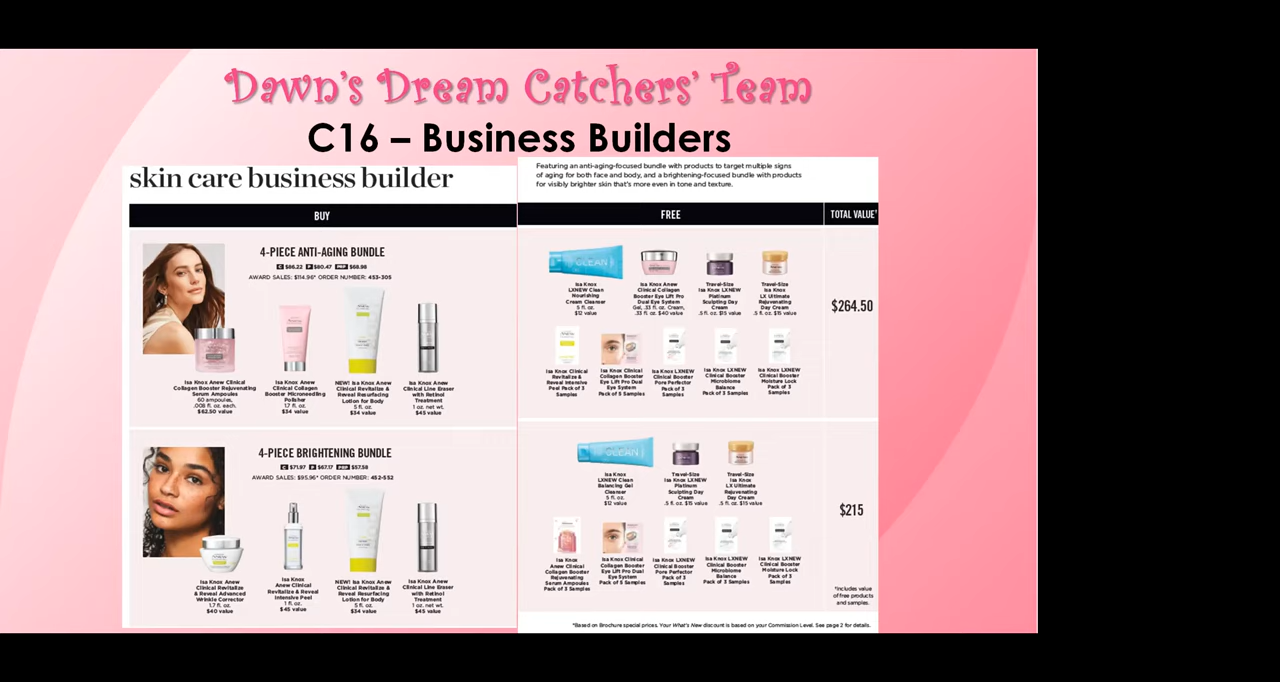 Dawn's Dream Catchers' Team
C16 – Business Builders
skin care business builder
Featuring an anti-aging-focused bundle with products to target multiple signs
of aging for both face and body, and a brightening-focused bundle with products
for visibly brighter skin that's more even in tone and texture.
BUY
FREE
TOTAL VALUE*
4-PIECE ANTI-AGING BUNDLE
C $86.22 P $80.47 PRP $68.98
AWARD SALES: $114.96* ORDER NUMBER: 453-305
Isa Knox Anew Clinical
Collagen Booster Rejuvenating
Serum Ampoules
60 ampoules,
.008 fl. oz. each.
$62.50 value
Isa Knox Anew
Clinical Collagen
Booster Microneedling
Polisher
1.7 fl. oz.
$34 value
NEW! Isa Knox Anew
Clinical Revitalize &
Reveal Resurfacing
Lotion for Body
5 fl. oz.
$34 value
Isa Knox Anew
Clinical Line Eraser
with Retinol
Treatment
1 oz. net wt.
$45 value
CLEAN
Isa Knox
LXNEW Clean
Nourishing
Cream Cleanser
5 fl. oz.
$12 value
Isa Knox Anew
Clinical Collagen
Booster Eye Lift Pro
Dual Eye System
Gel, .33 fl. oz. Cream,
.33 fl. oz. $40 value
Travel-Size
Isa Knox LXNEW
Platinum
Sculpting Day
Cream
.5 fl. oz. $15 value
Travel-Size
Isa Knox
LX Ultimate
Rejuvenating
Day Cream
.5 fl. oz. $15 value
$264.50
Isa Knox Clinical
Revitalize &
Reveal Intensive
Peel Pack of 3
Samples
Isa Knox Clinical
Collagen Booster
Eye Lift Pro Dual
Eye System
Pack of 5 Samples
Isa Knox LXNEW
Clinical Booster
Pore Perfector
Pack of 3
Samples
Isa Knox LXNEW
Clinical Booster
Microbiome
Balance
Pack of 3 Samples
Isa Knox LXNEW
Clinical Booster
Moisture Lock
Pack of 3
Samples
4-PIECE BRIGHTENING BUNDLE
C $71.97 P $67.17 PRP $57.58
AWARD SALES: $95.96* ORDER NUMBER: 452-552
Isa Knox Anew
Clinical Revitalize
& Reveal Advanced
Wrinkle Corrector
1.7 fl. oz.
$40 value
Isa Knox
Anew Clinical
Revitalize & Reveal
Intensive Peel
1 fl. oz.
$45 value
NEW! Isa Knox Anew
Clinical Revitalize &
Reveal Resurfacing
Lotion for Body
5 fl. oz.
$34 value
Isa Knox Anew
Clinical Line Eraser
with Retinol
Treatment
1 oz. net wt.
$45 value
CLEAN
Isa Knox
LXNEW Clean
Balancing Gel
Cleanser
5 fl. oz.
$12 value
Travel-Size
Isa Knox LXNEW
Platinum
Sculpting Day
Cream
.5 fl. oz. $15 value
Travel-Size
Isa Knox
LX Ultimate
Rejuvenating
Day Cream
.5 fl. oz. $15 value
$215
Isa Knox
Anew Clinical
Collagen Booster
Rejuvenating
Serum Ampoules
Pack of 3 Samples
Isa Knox Clinical
Collagen Booster
Eye Lift Pro Dual
Eye System
Pack of 5 Samples
Isa Knox LXNEW
Clinical Booster
Pore Perfector
Pack of 3
Samples
Isa Knox LXNEW
Clinical Booster
Microbiome
Balance
Pack of 3 Samples
Isa Knox LXNEW
Clinical Booster
Moisture Lock
Pack of 3
Samples
*Includes value
of free products
and samples.
*Based on Brochure special prices. Your What's New discount is based on your Commission Level. See page 2 for details.